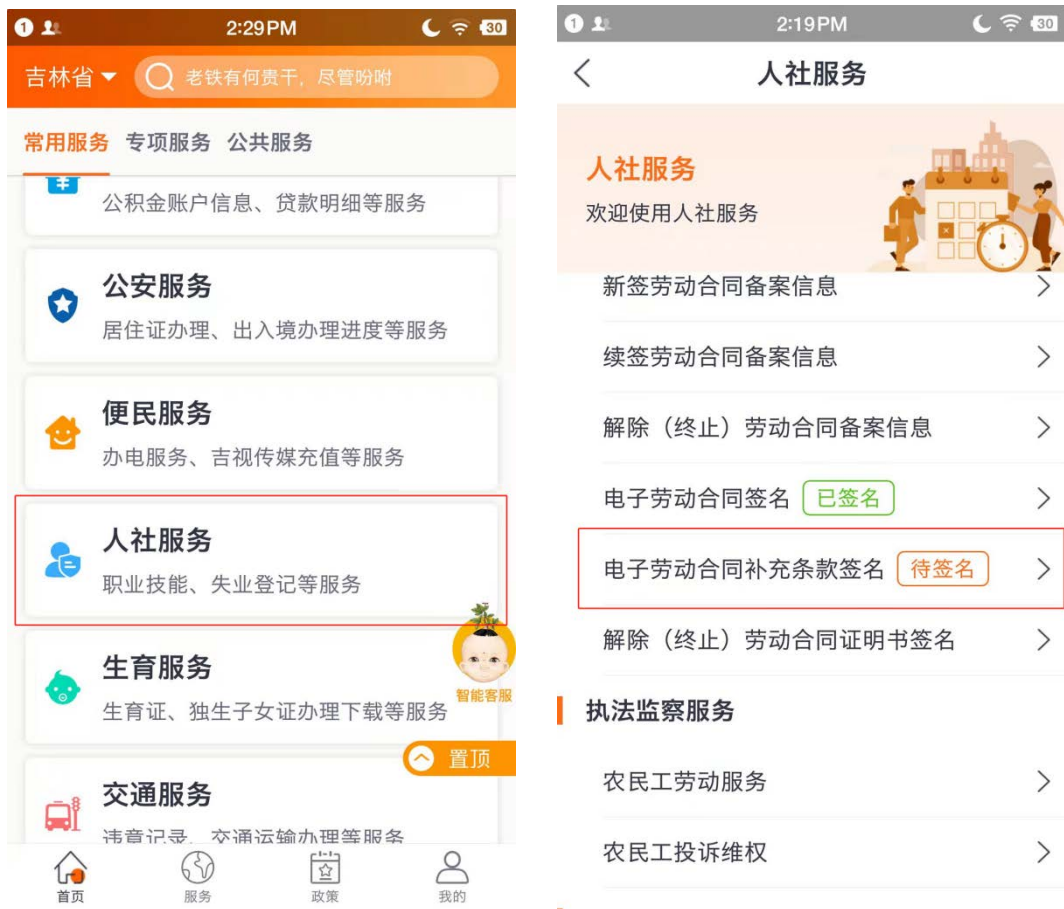 1
2:29PM
30
吉林省
老铁有何贵干，尽管吩咐
常用服务 专项服务 公共服务
公积金账户信息、贷款明细等服务
公安服务
居住证办理、出入境办理进度等服务
便民服务
办电服务、吉视传媒充值等服务
人社服务
职业技能、失业登记等服务
生育服务
生育证、独生子女证办理下载等服务
智能客服
置顶
交通服务
违章记录、交通运输办理等服务
首页 服务 政策 我的
1
2:19PM
30
人社服务
人社服务
欢迎使用人社服务
新签劳动合同备案信息
续签劳动合同备案信息
解除（终止）劳动合同备案信息
电子劳动合同签名 已签名
电子劳动合同补充条款签名 待签名
解除（终止）劳动合同证明书签名
执法监察服务
农民工劳动服务
农民工投诉维权